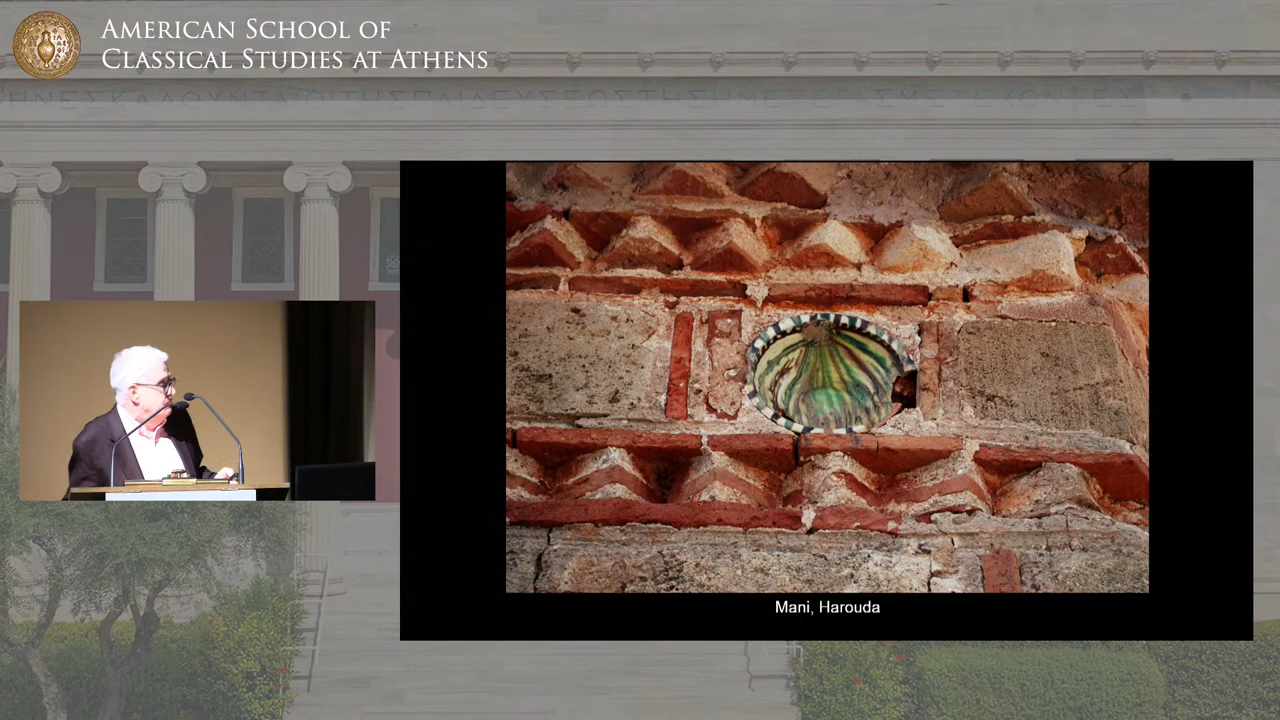 AMERICAN SCHOOL OF
CLASSICAL STUDIES AT ATHENS
Mani, Harouda